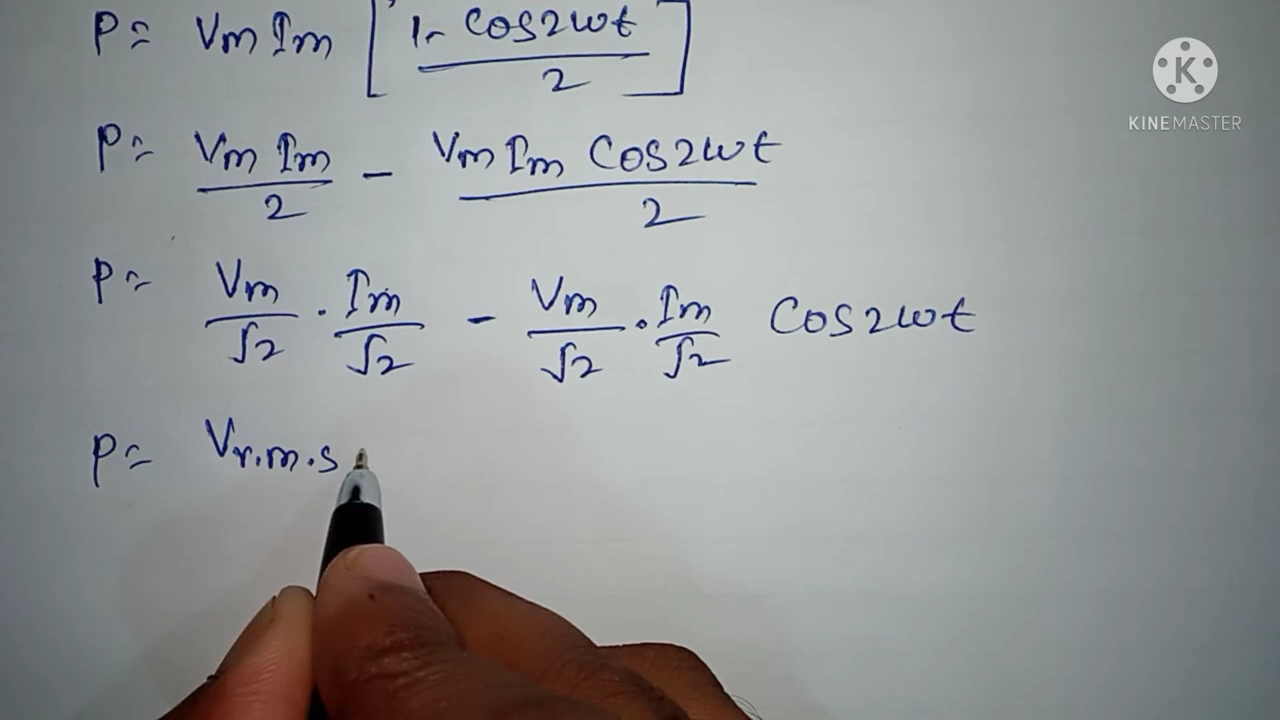 P = Vm Im [ 1 - Cos2ωt / 2 ]
K
KINEMASTER
P = Vm Im / 2 - Vm Im Cos2ωt / 2
P = Vm / √2 . Im / √2 - Vm / √2 . Im / √2 Cos2ωt
P = Vr.m.s